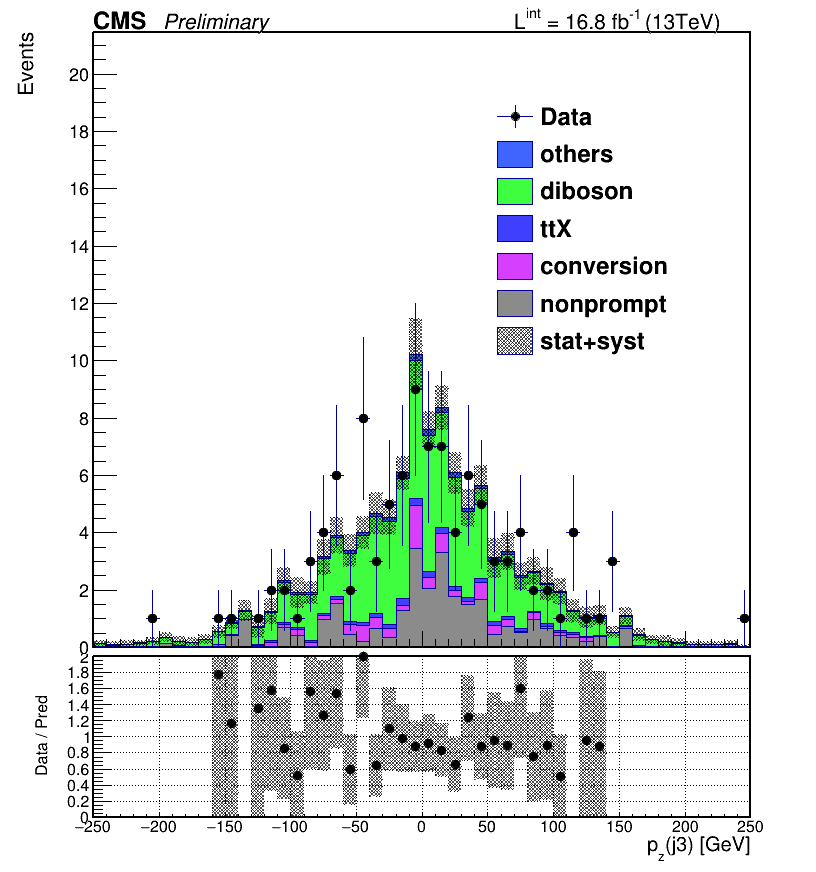 CMS Preliminary L^int = 16.8 fb^-1 (13TeV)
Events
20
18
16
14
12
10
8
6
4
2
0
Data
others
diboson
ttX
conversion
nonprompt
stat+syst
Data / Pred
2
1.8
1.6
1.4
1.2
1
0.8
0.6
0.4
0.2
0
−250 −200 −150 −100 −50 0 50 100 150 200 250
p_z(j3) [GeV]